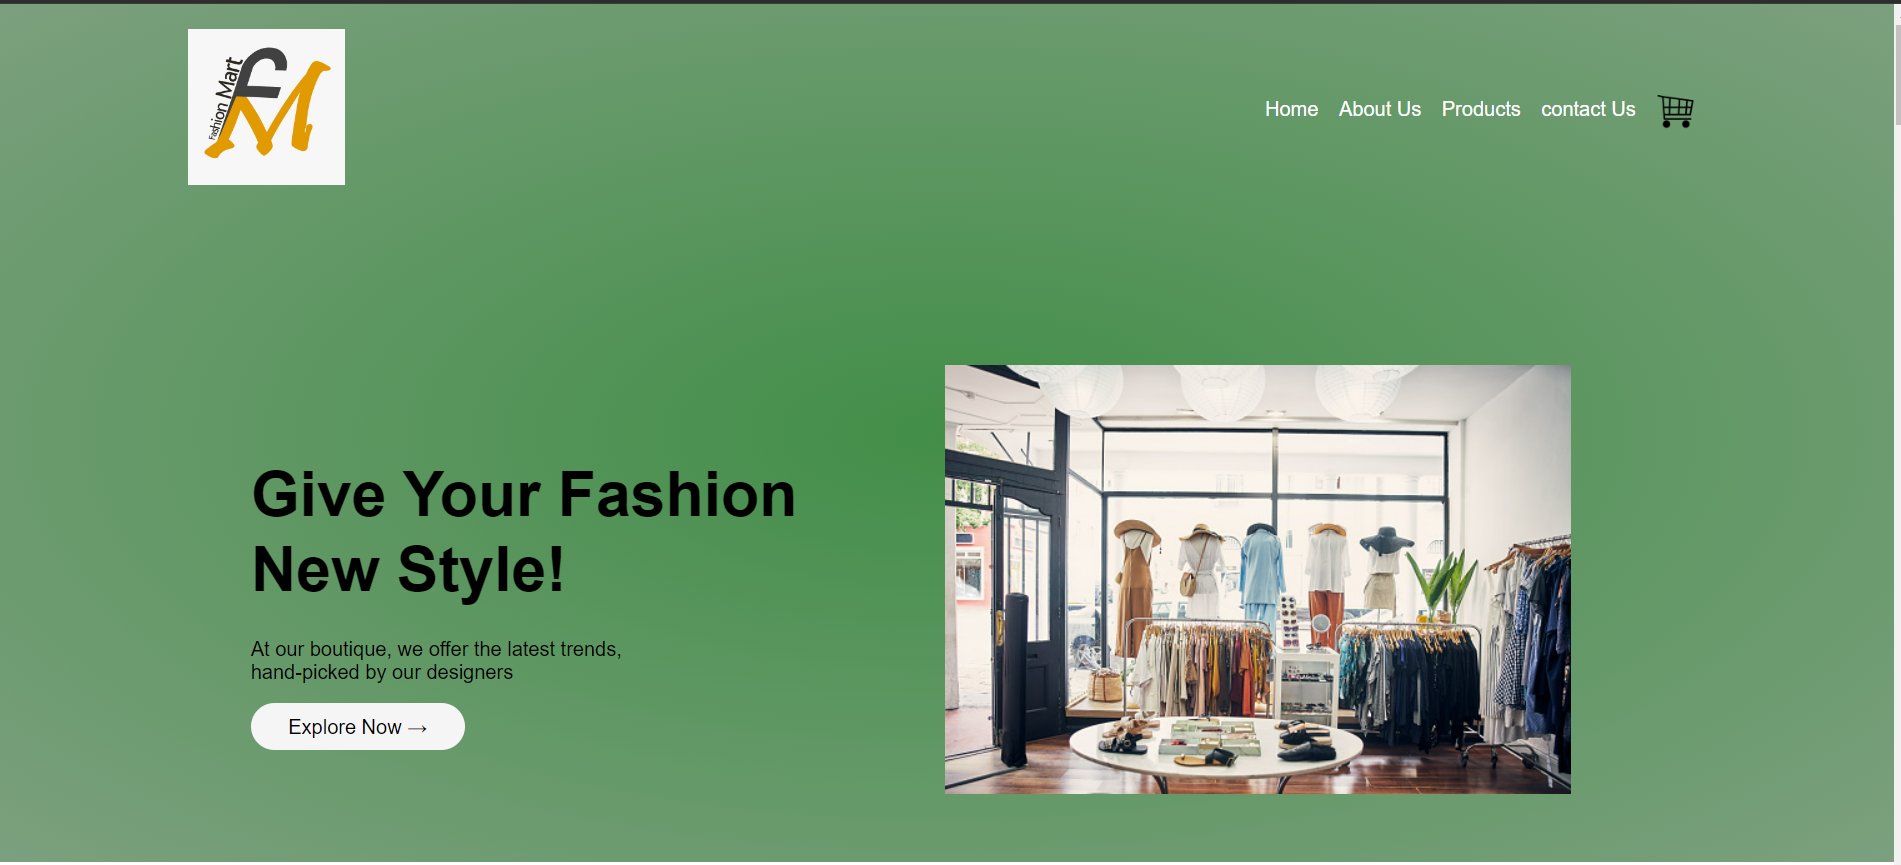 Fashion Mart
Home About Us Products contact Us
Give Your Fashion
New Style!
At our boutique, we offer the latest trends,
hand-picked by our designers
Explore Now →